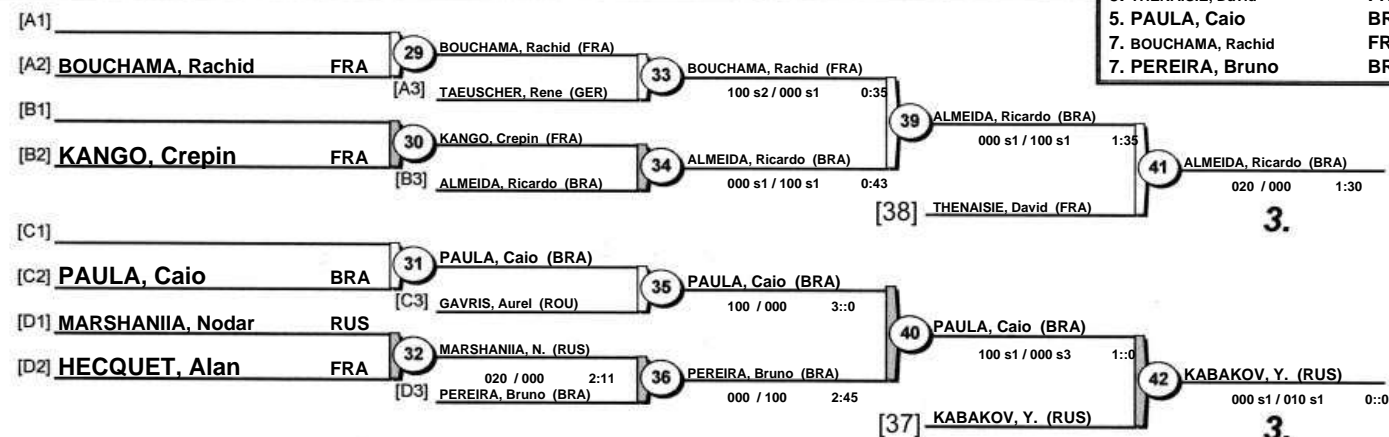 5. PAULA, Caio
7. BOUCHAMA, Rachid
7. PEREIRA, Bruno
[A1]
[A2] BOUCHAMA, Rachid FRA
29
[A3]
BOUCHAMA, Rachid (FRA)
TAEUSCHER, Rene (GER)
33
BOUCHAMA, Rachid (FRA)
100 s2 / 000 s1 0:35
[B1]
[B2] KANGO, Crepin FRA
30
[B3]
KANGO, Crepin (FRA)
ALMEIDA, Ricardo (BRA)
34
ALMEIDA, Ricardo (BRA)
000 s1 / 100 s1 0:43
39
ALMEIDA, Ricardo (BRA)
000 s1 / 100 s1 1:35
[38] THENAISIE, David (FRA)
41
ALMEIDA, Ricardo (BRA)
020 / 000 1:30
3.
[C1]
[C2] PAULA, Caio BRA
31
[C3]
PAULA, Caio (BRA)
GAVRIS, Aurel (ROU)
35
PAULA, Caio (BRA)
100 / 000 3::0
[D1] MARSHANIIA, Nodar RUS
[D2] HECQUET, Alan FRA
32
[D3]
MARSHANIIA, N. (RUS)
020 / 000 2:11
PEREIRA, Bruno (BRA)
36
PEREIRA, Bruno (BRA)
000 / 100 2:45
40
PAULA, Caio (BRA)
100 s1 / 000 s3 1::0
[37] KABAKOV, Y. (RUS)
42
KABAKOV, Y. (RUS)
000 s1 / 010 s1
3.